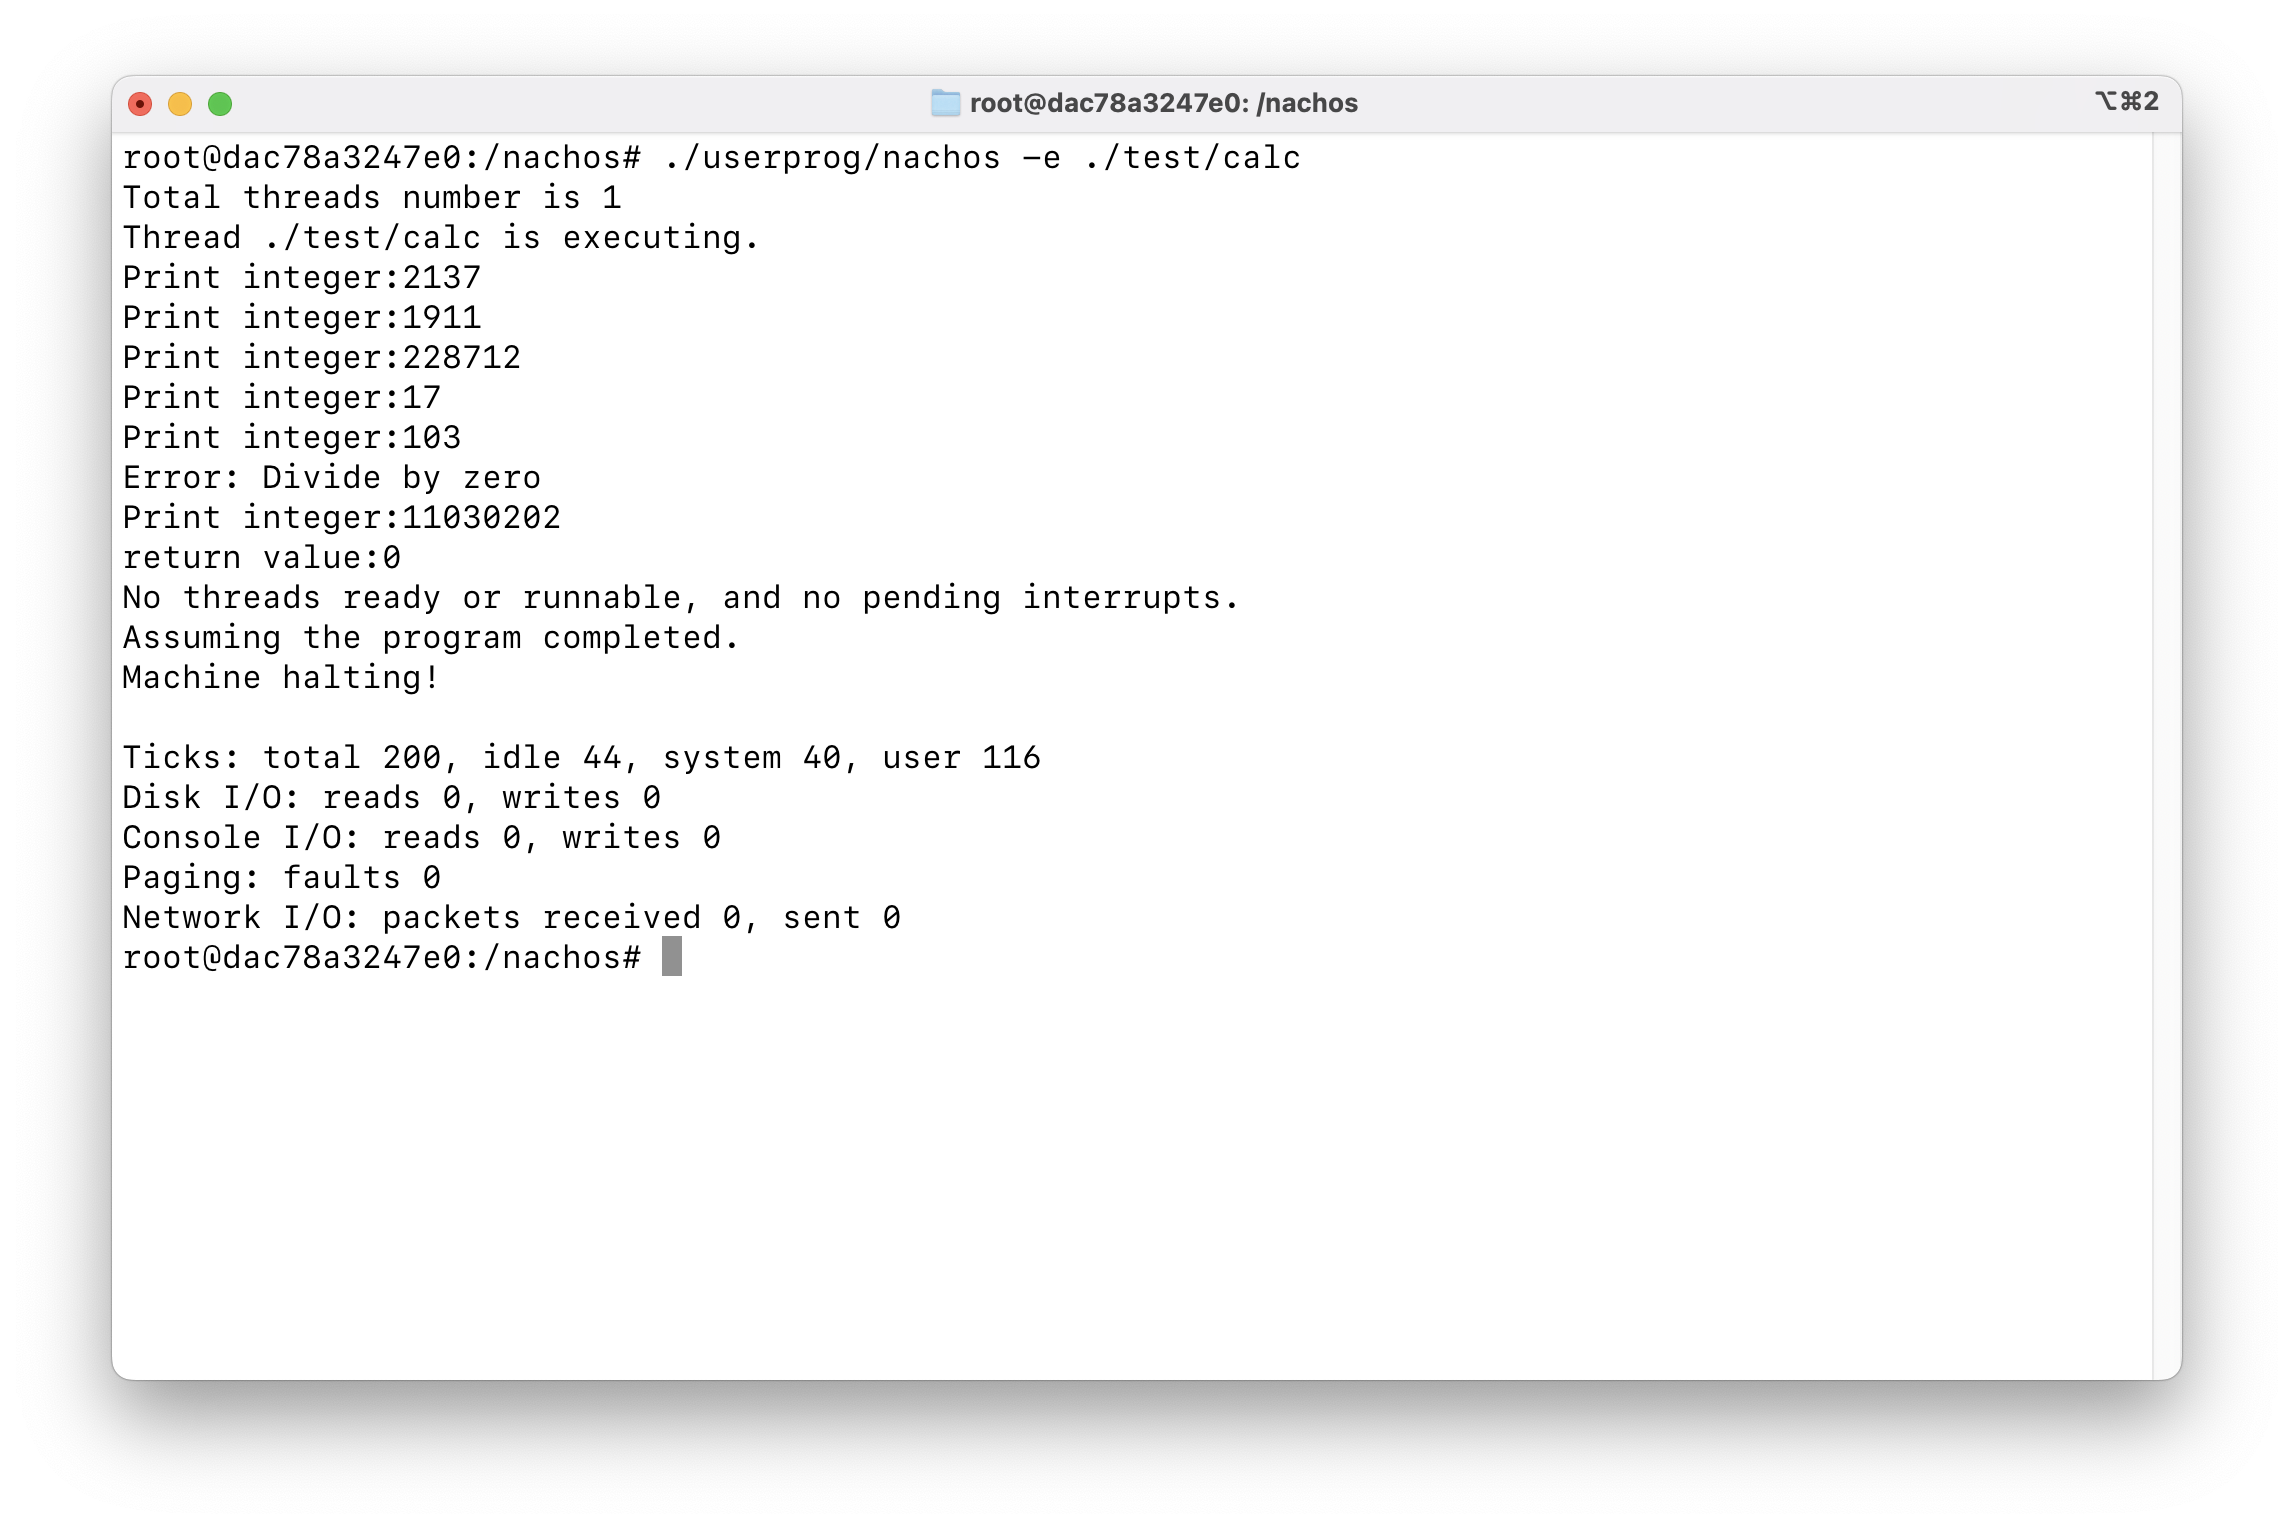 root@dac78a3247e0: /nachos ⌥⌘2
root@dac78a3247e0:/nachos# ./userprog/nachos -e ./test/calc
Total threads number is 1
Thread ./test/calc is executing.
Print integer:2137
Print integer:1911
Print integer:228712
Print integer:17
Print integer:103
Error: Divide by zero
Print integer:11030202
return value:0
No threads ready or runnable, and no pending interrupts.
Assuming the program completed.
Machine halting!
Ticks: total 200, idle 44, system 40, user 116
Disk I/O: reads 0, writes 0
Console I/O: reads 0, writes 0
Paging: faults 0
Network I/O: packets received 0, sent 0
root@dac78a3247e0:/nachos#